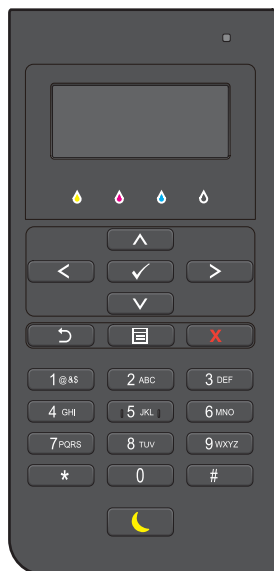 X
1 @&$ 2 ABC 3 DEF
4 GHI 5 JKL 6 MNO
7 PQRS 8 TUV 9 WXYZ
* 0 #